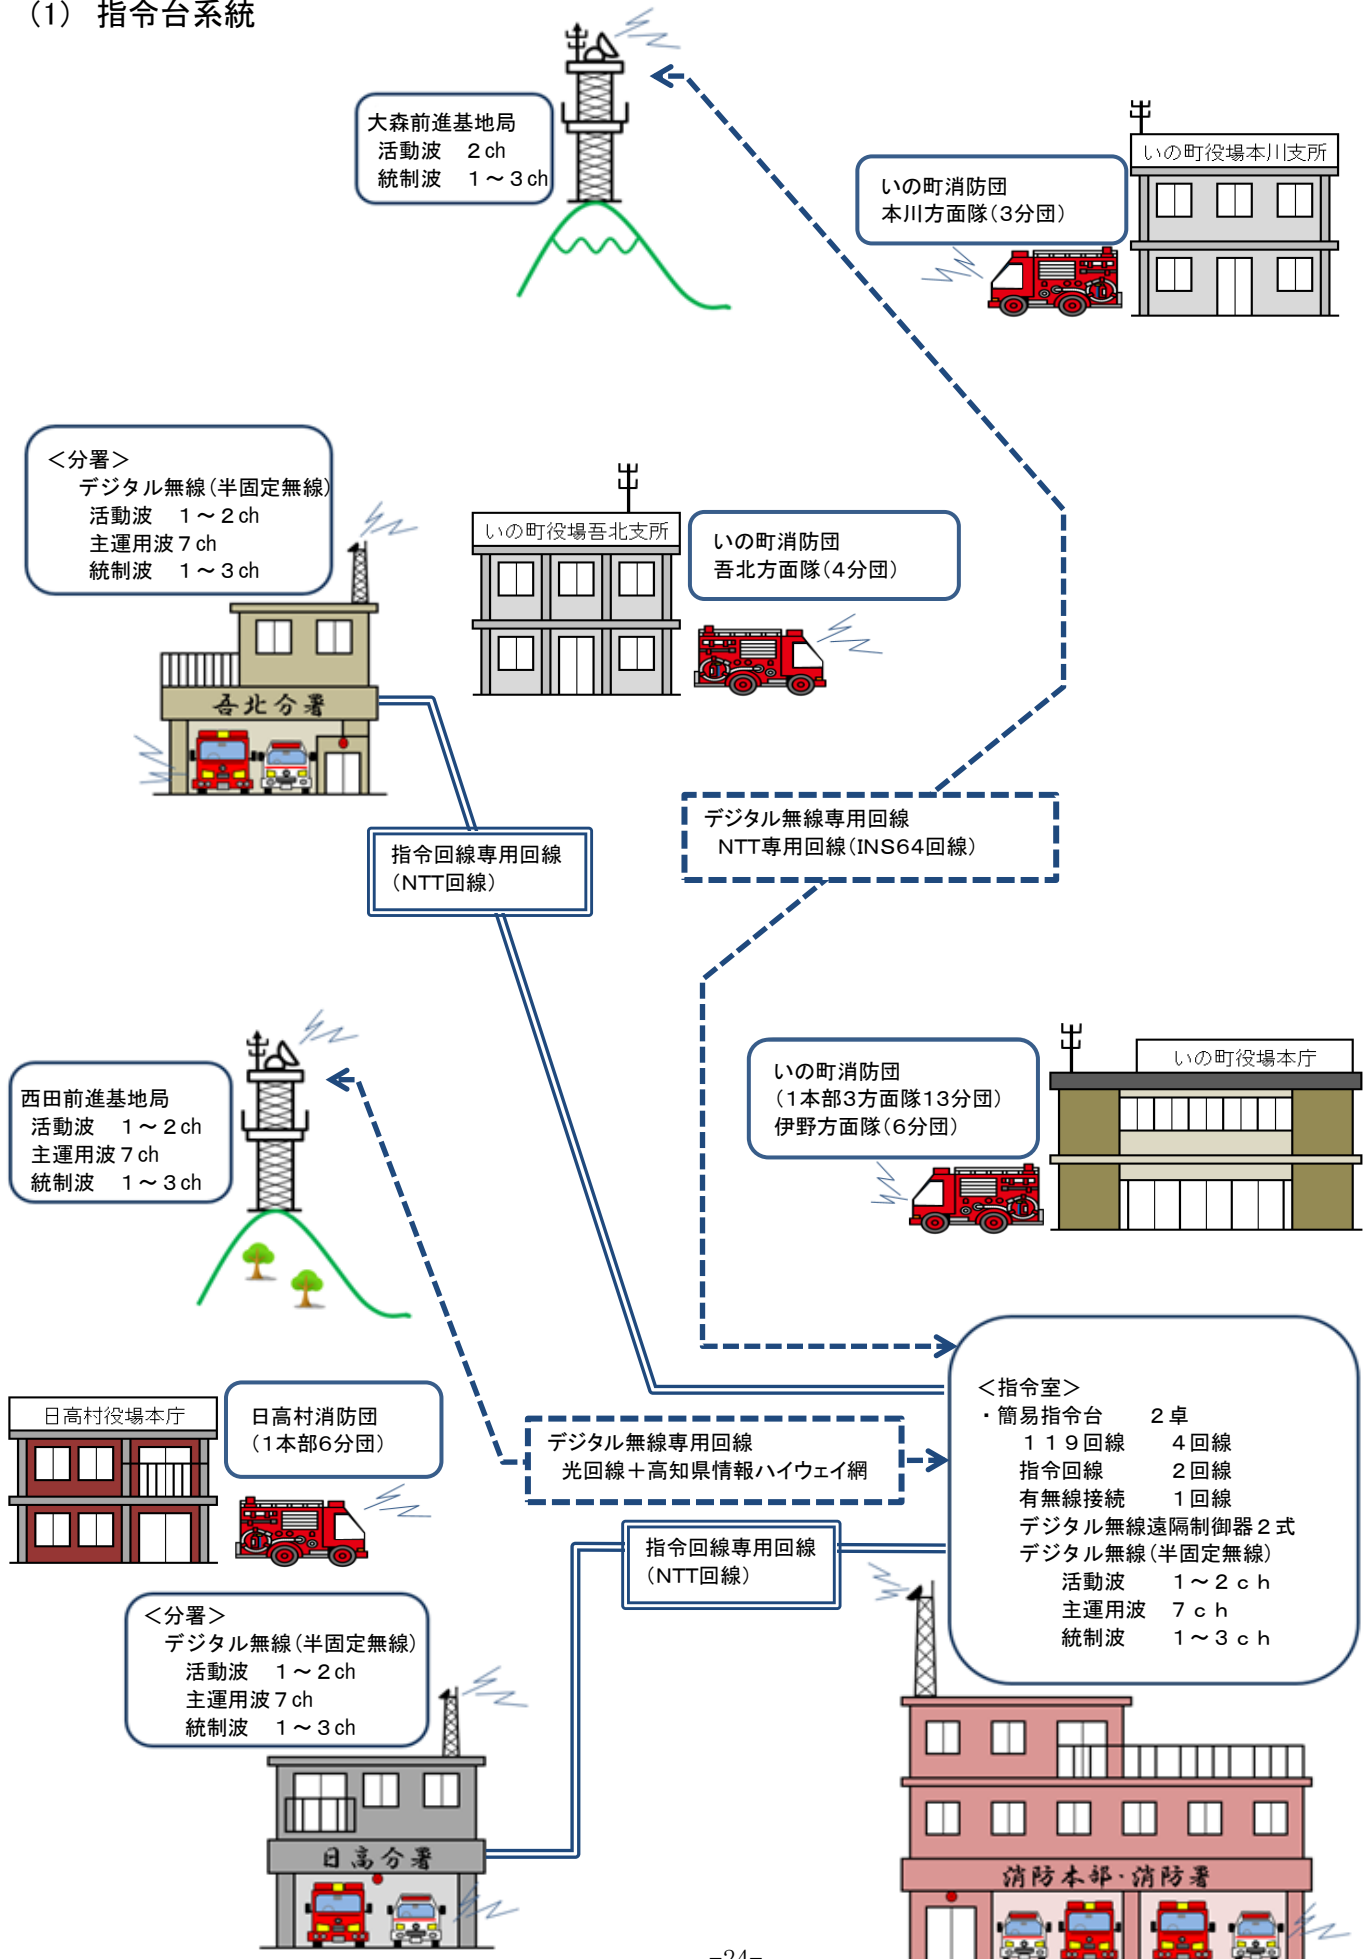 (1) 指令台系統
大森前進基地局
活動波 2ch
統制波 1～3ch
いの町役場本川支所
いの町消防団
本川方面隊(3分団)
＜分署＞
デジタル無線(半固定無線)
活動波 1～2ch
主運用波7ch
統制波 1～3ch
いの町役場吾北支所
いの町消防団
吾北方面隊(4分団)
吾北分署
デジタル無線専用回線
NTT専用回線(INS64回線)
指令回線専用回線
(NTT回線)
いの町役場本庁
いの町消防団
(1本部3方面隊13分団)
伊野方面隊(6分団)
西田前進基地局
活動波 1～2ch
主運用波7ch
統制波 1～3ch
日高村役場本庁
日高村消防団
(1本部6分団)
デジタル無線専用回線
光回線＋高知県情報ハイウェイ網
＜指令室＞
・簡易指令台 2卓
119回線 4回線
指令回線 2回線
有無線接続 1回線
デジタル無線遠隔制御器2式
デジタル無線(半固定無線)
活動波 1～2ch
主運用波 7ch
統制波 1～3ch
指令回線専用回線
(NTT回線)
＜分署＞
デジタル無線(半固定無線)
活動波 1～2ch
主運用波7ch
統制波 1～3ch
日高分署
消防本部・消防署
-24-